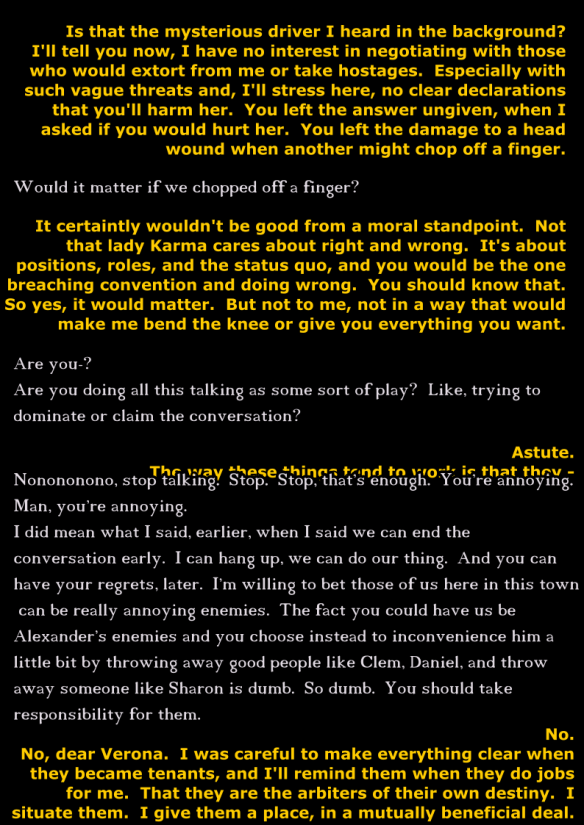 Is that the mysterious driver I heard in the background?
I'll tell you now, I have no interest in negotiating with those
who would extort from me or take hostages.  Especially with
such vague threats and, I'll stress here, no clear declarations
that you'll harm her.  You left the answer ungiven, when I
asked if you would hurt her.  You left the damage to a head
wound when another might chop off a finger.
Would it matter if we chopped off a finger?
It certaintly wouldn't be good from a moral standpoint.  Not
that lady Karma cares about right and wrong.  It's about
positions, roles, and the status quo, and you would be the one
breaching convention and doing wrong.  You should know that.
So yes, it would matter.  But not to me, not in a way that would
make me bend the knee or give you everything you want.
Are you-?
Are you doing all this talking as some sort of play?  Like, trying to
dominate or claim the conversation?
Astute.
The way these things tend to work is that they –
Nonononono, stop talking.  Stop.  Stop, that's enough.  You're annoying.
Man, you're annoying.
I did mean what I said, earlier, when I said we can end the
conversation early.  I can hang up, we can do our thing.  And you can
have your regrets, later.  I'm willing to bet those of us here in this town
can be really annoying enemies.  The fact you could have us be
Alexander's enemies and you choose instead to inconvenience him a
little bit by throwing away good people like Clem, Daniel, and throw
away someone like Sharon is dumb.  So dumb.  You should take
responsibility for them.
No.
No, dear Verona.  I was careful to make everything clear when
they became tenants, and I'll remind them when they do jobs
for me.  That they are the arbiters of their own destiny.  I
situate them.  I give them a place, in a mutually beneficial deal.